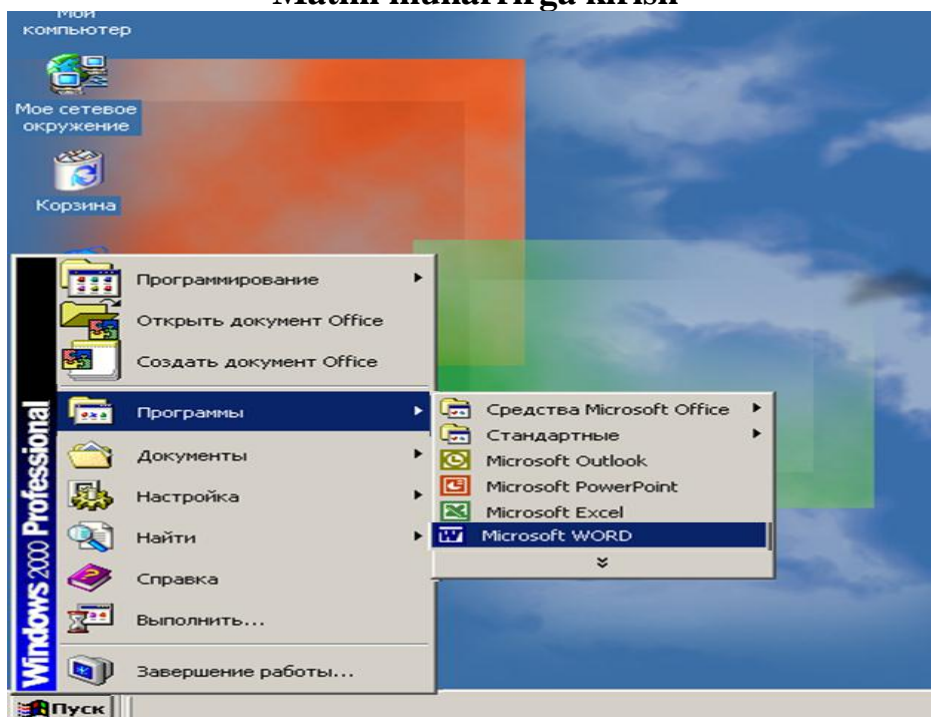 Matnli muharrirga kirish
Мой
компьютер
Мое сетевое
окружение
Корзина
Программирование
Открыть документ Office
Создать документ Office
Программы
Документы
Настройка
Найти
Справка
Выполнить...
Завершение работы...
Windows 2000 Professional
Средства Microsoft Office
Стандартные
Microsoft Outlook
Microsoft PowerPoint
Microsoft Excel
Microsoft WORD
Пуск